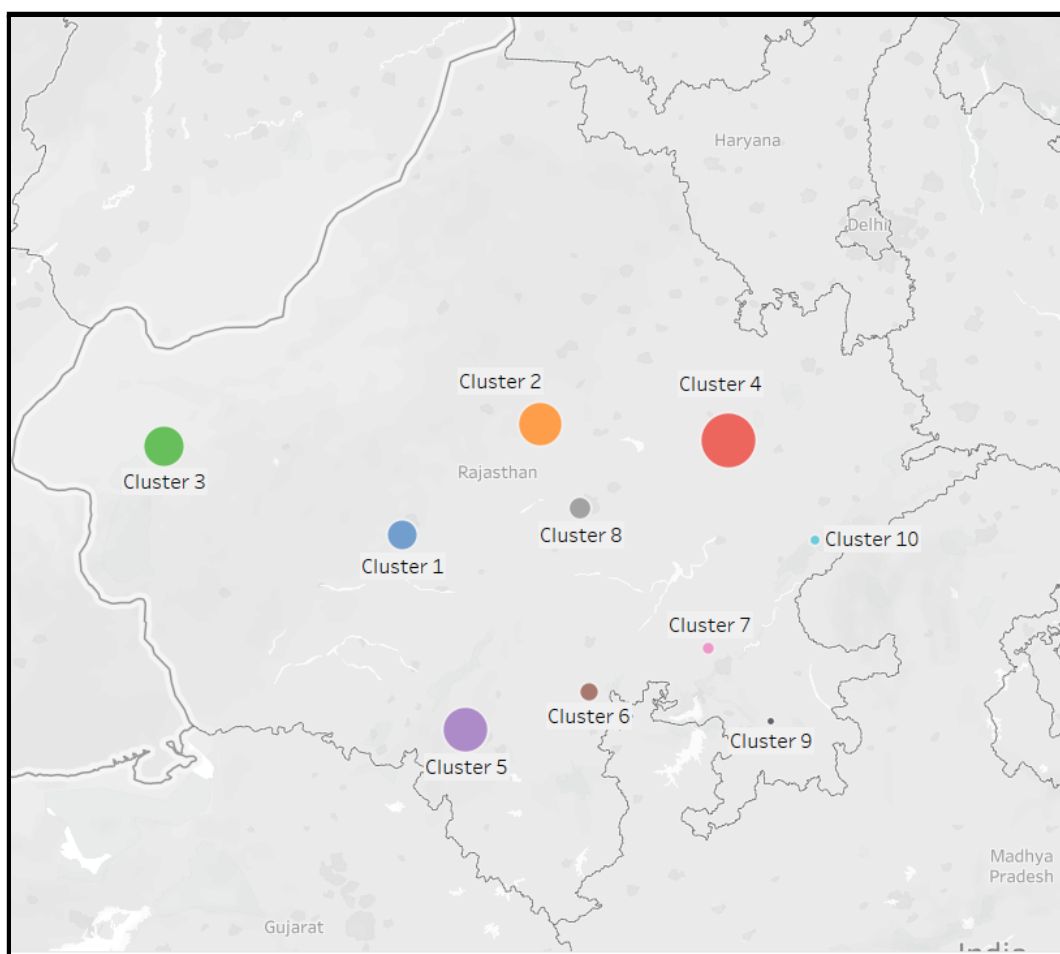 Haryana
Delhi
Cluster 2
Cluster 4
Rajasthan
Cluster 3
Cluster 8
Cluster 10
Cluster 1
Cluster 7
Cluster 6
Cluster 9
Cluster 5
Madhya
Pradesh
Gujarat
India